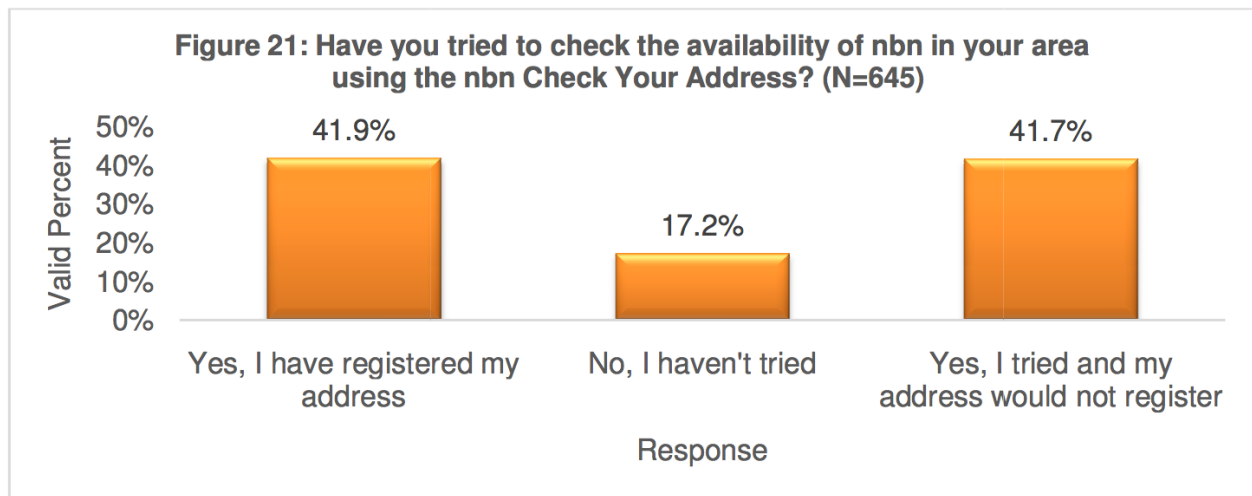 Figure 21: Have you tried to check the availability of nbn in your area
using the nbn Check Your Address? (N=645)
Valid Percent
50%
40%
30%
20%
10%
0%
41.9%
17.2%
41.7%
Yes, I have registered my
address
No, I haven't tried
Yes, I tried and my
address would not register
Response